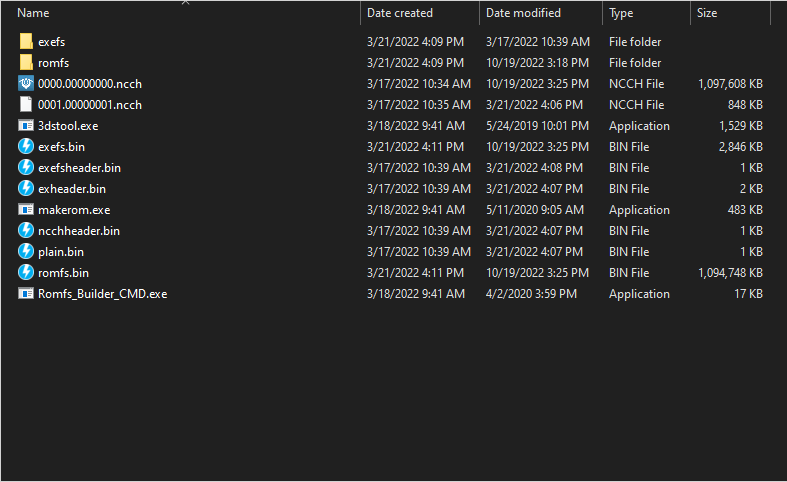 Name Date created Date modified Type Size
exefs 3/21/2022 4:09 PM 3/17/2022 10:39 AM File folder
romfs 3/21/2022 4:09 PM 10/19/2022 3:18 PM File folder
0000.00000000.ncch 3/17/2022 10:34 AM 10/19/2022 3:25 PM NCCH File 1,097,608 KB
0001.00000001.ncch 3/17/2022 10:35 AM 3/21/2022 4:06 PM NCCH File 848 KB
3dstool.exe 3/18/2022 9:41 AM 5/24/2019 10:01 PM Application 1,529 KB
exefs.bin 3/21/2022 4:11 PM 10/19/2022 3:25 PM BIN File 2,846 KB
exefsheader.bin 3/17/2022 10:39 AM 3/21/2022 4:08 PM BIN File 1 KB
exheader.bin 3/17/2022 10:39 AM 3/21/2022 4:07 PM BIN File 2 KB
makerom.exe 3/18/2022 9:41 AM 5/11/2020 9:05 AM Application 483 KB
ncchheader.bin 3/17/2022 10:39 AM 3/21/2022 4:07 PM BIN File 1 KB
plain.bin 3/17/2022 10:39 AM 3/21/2022 4:07 PM BIN File 1 KB
romfs.bin 3/21/2022 4:11 PM 10/19/2022 3:25 PM BIN File 1,094,748 KB
Romfs_Builder_CMD.exe 3/18/2022 9:41 AM 4/2/2020 3:59 PM Application 17 KB